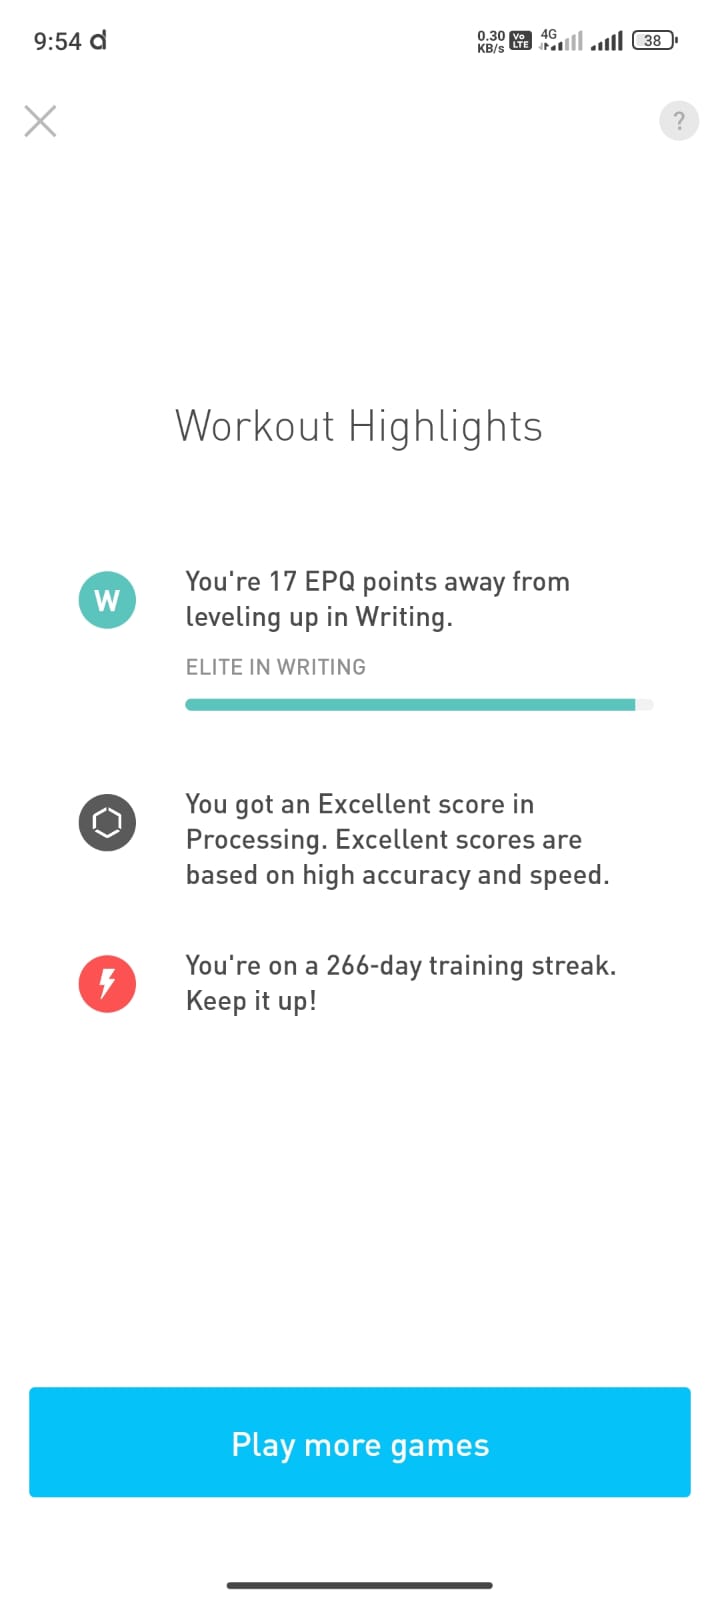 9:54 d 0.30 KB/s Vo LTE 4G 38
?
Workout Highlights
W
You're 17 EPQ points away from
leveling up in Writing.
ELITE IN WRITING
You got an Excellent score in
Processing. Excellent scores are
based on high accuracy and speed.
You're on a 266-day training streak.
Keep it up!
Play more games